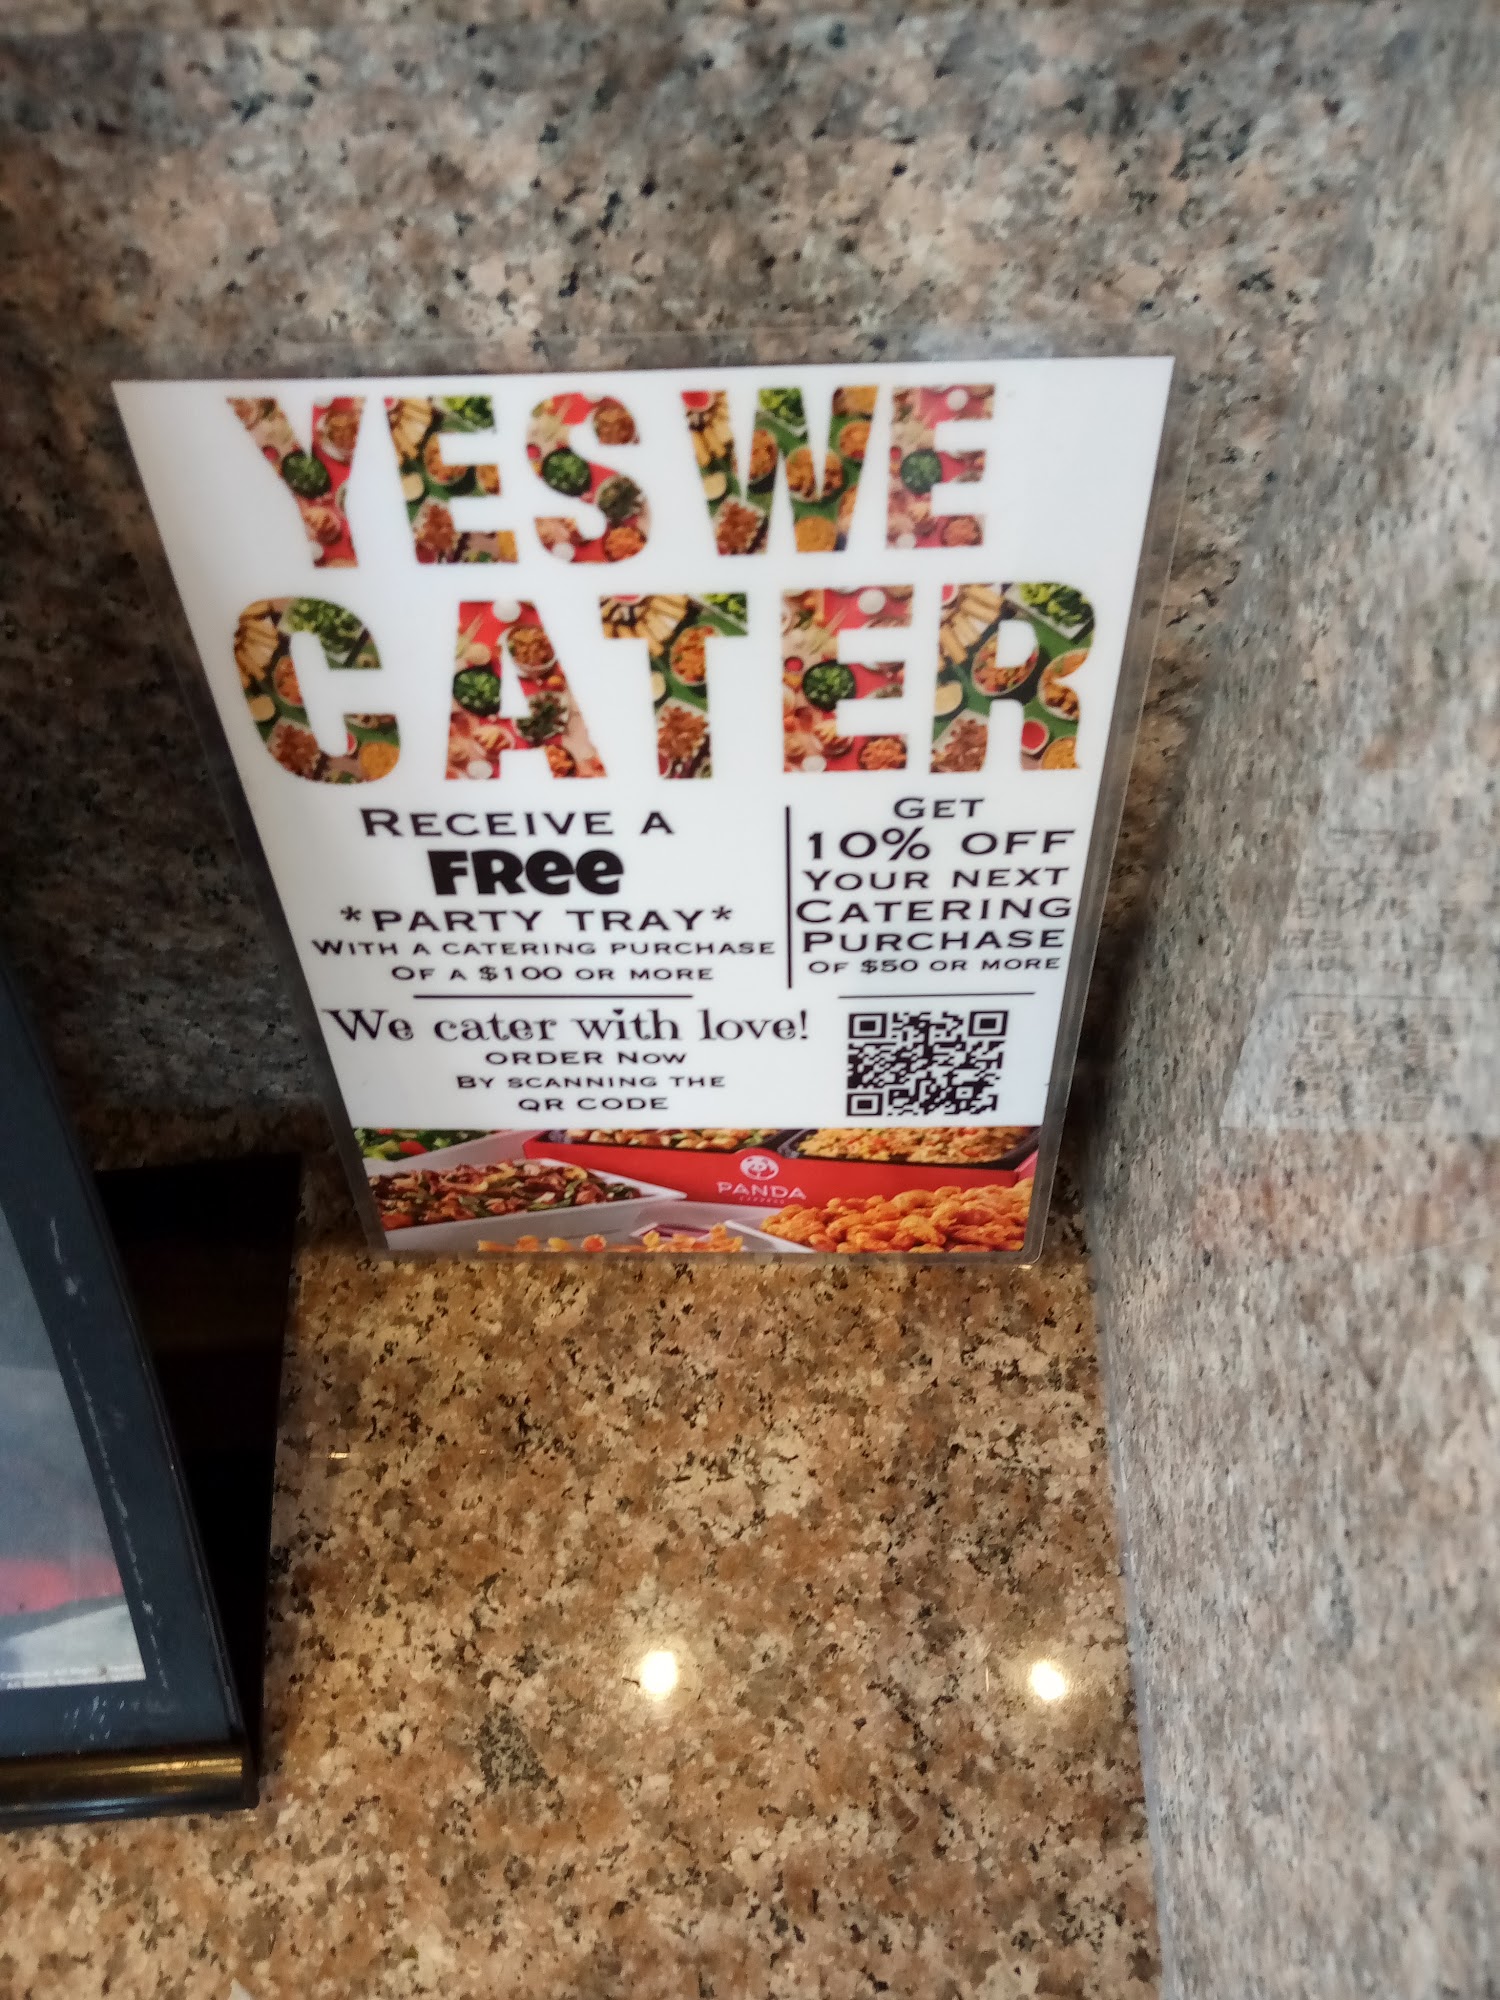 YES WE
CATER
RECEIVE A
FREE
*PARTY TRAY*
WITH A CATERING PURCHASE
OF A $100 OR MORE
GET
10% OFF
YOUR NEXT
CATERING
PURCHASE
OF $50 OR MORE
We cater with love!
ORDER NOW
BY SCANNING THE
QR CODE
PANDA
EXPRESS